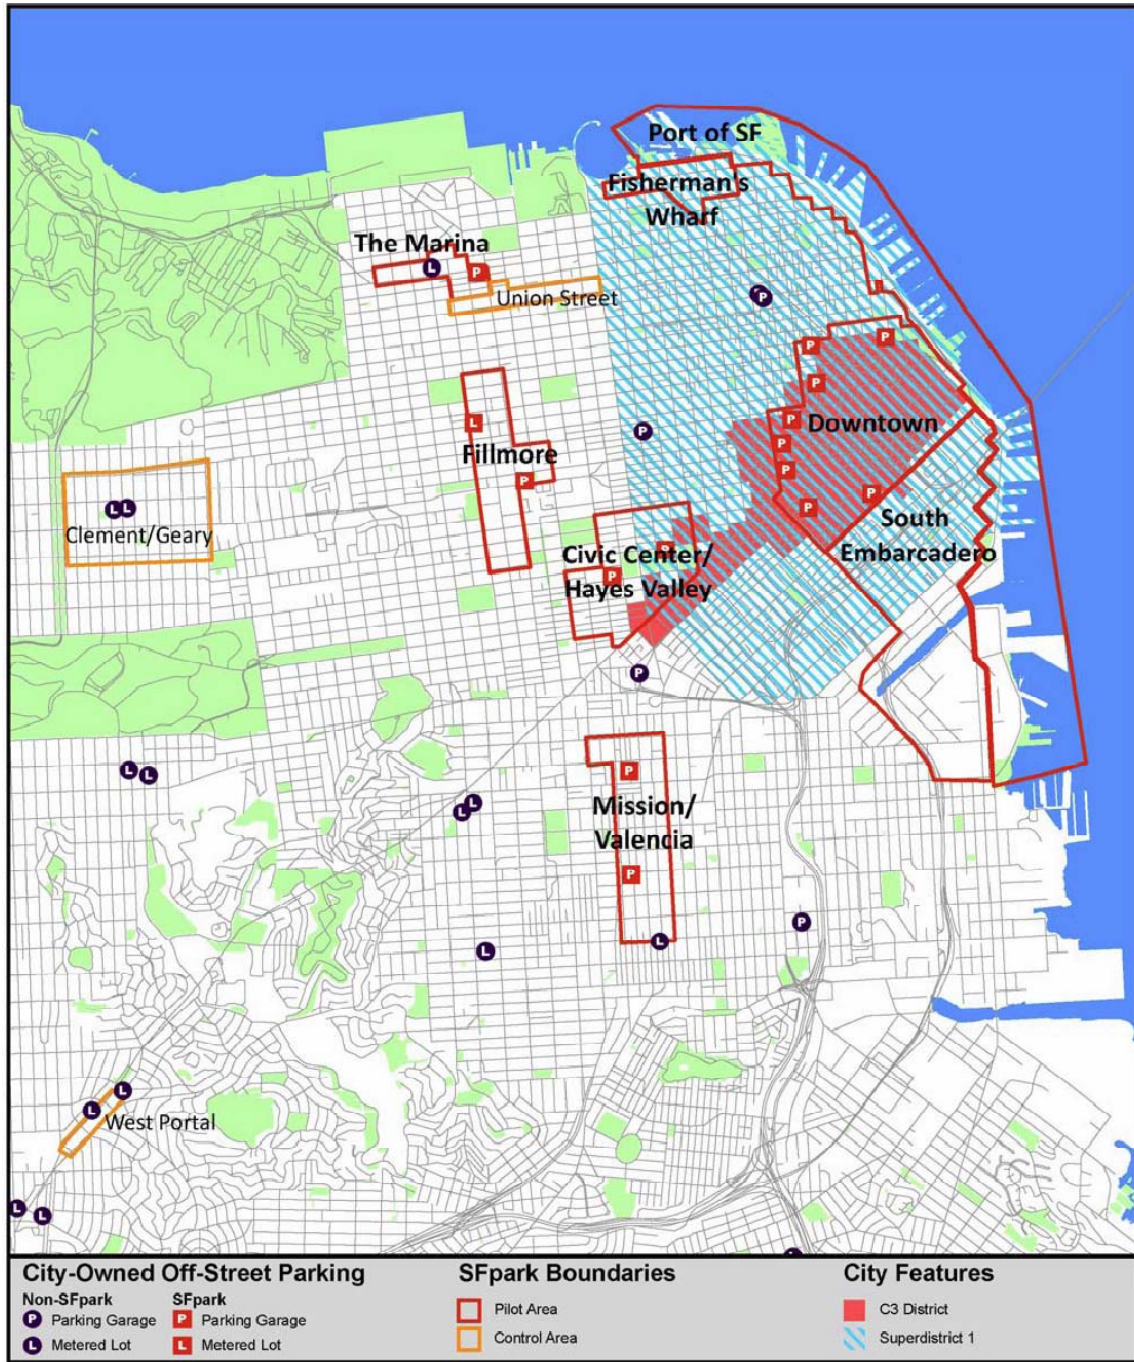 Port of SF
Fisherman's
Wharf
The Marina
L
P
Union Street
P
P
P
P
L
P
Downtown
P
P
Fillmore
P
P
P
L L
Clement/Geary
P
South
Embarcadero
Civic Center/
P
Hayes Valley
P
L
L
P
Mission/
Valencia
L
L
P
P
L
L
L
L
West Portal
L
L
City-Owned Off-Street Parking
Non-SFpark
SFpark
P Parking Garage
P Parking Garage
L Metered Lot
L Metered Lot
SFpark Boundaries
Pilot Area
Control Area
City Features
C3 District
Superdistrict 1